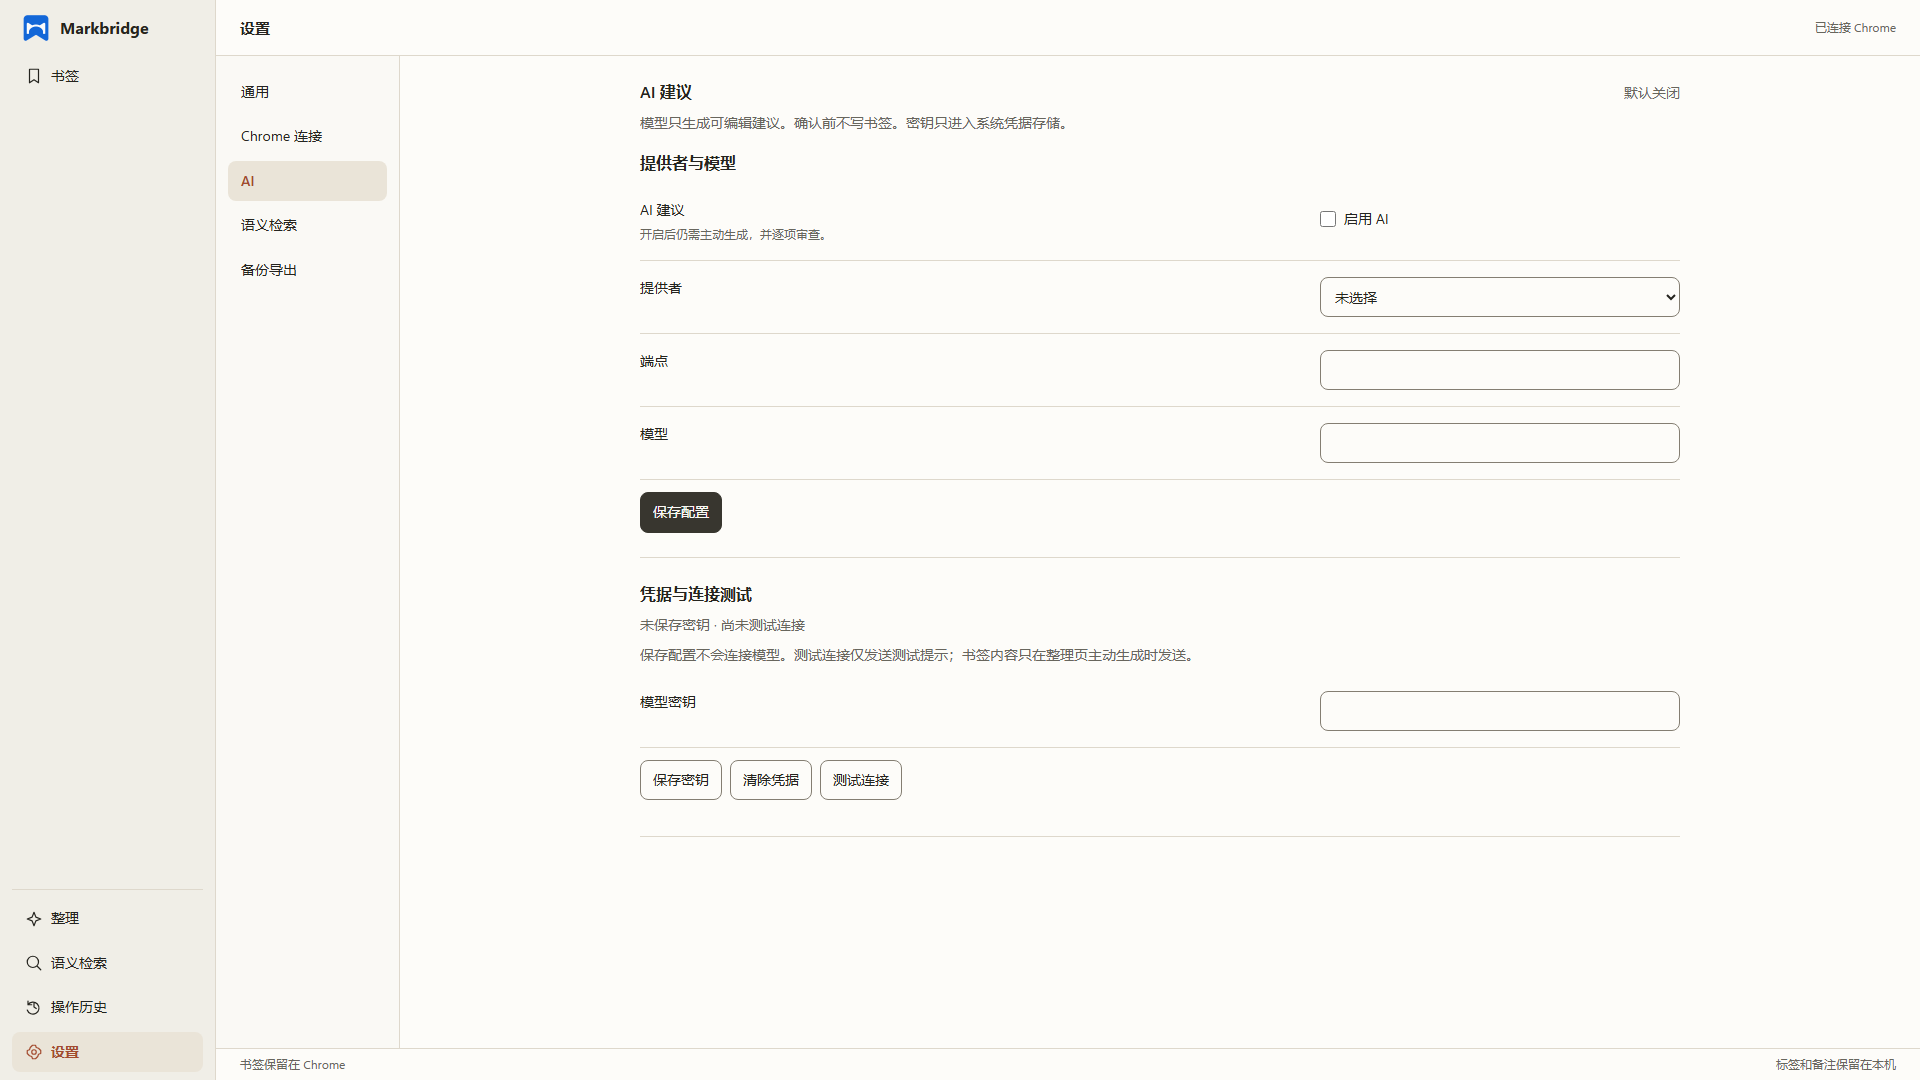 Markbridge
书签
整理
语义检索
操作历史
设置
设置
已连接 Chrome
通用
Chrome 连接
AI
语义检索
备份导出
AI 建议
默认关闭
模型只生成可编辑建议。确认前不写书签。密钥只进入系统凭据存储。
提供者与模型
AI 建议
开启后仍需主动生成，并逐项审查。
启用 AI
提供者
未选择
端点
模型
保存配置
凭据与连接测试
未保存密钥 · 尚未测试连接
保存配置不会连接模型。测试连接仅发送测试提示；书签内容只在整理页主动生成时发送。
模型密钥
保存密钥
清除凭据
测试连接
书签保留在 Chrome
标签和备注保留在本机